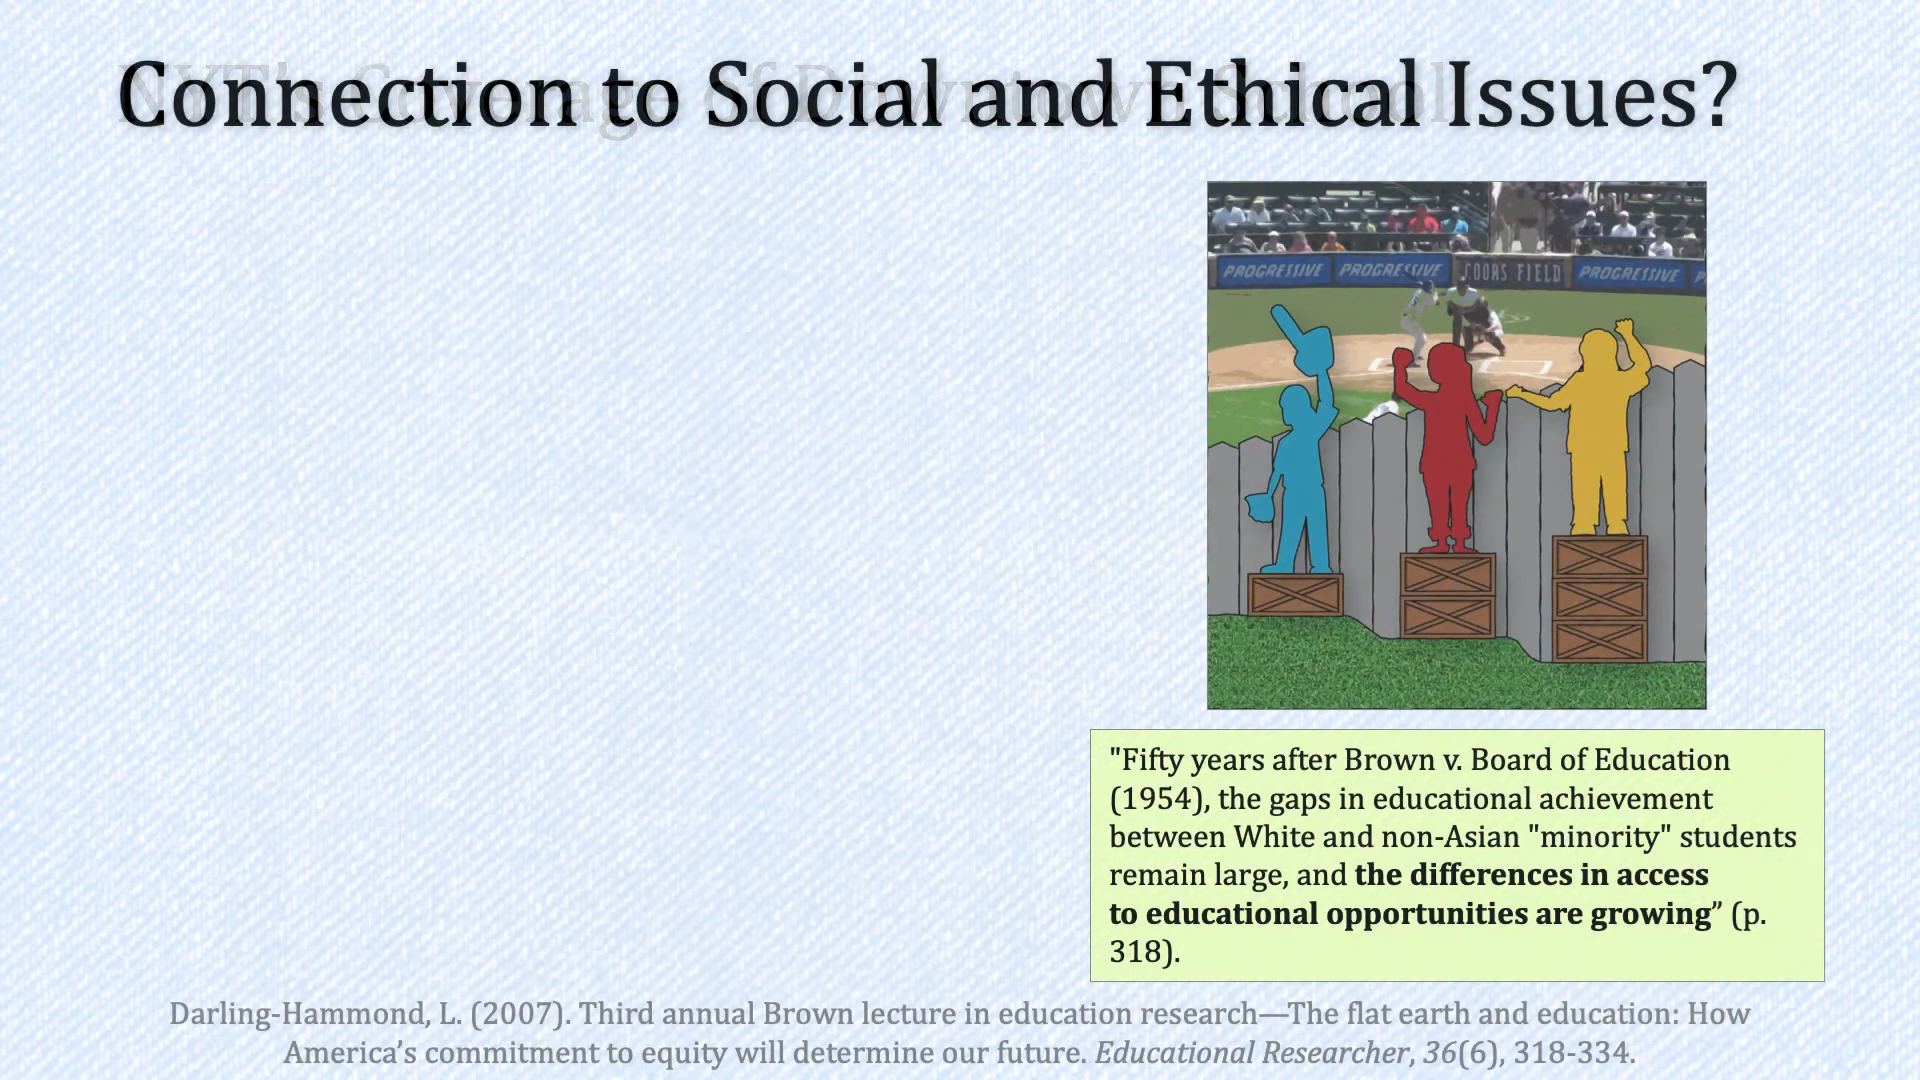 Connection to Social and Ethical Issues?
PROGRESSIVE PROGRESSIVE COORS FIELD PROGRESSIVE P
"Fifty years after Brown v. Board of Education
(1954), the gaps in educational achievement
between White and non-Asian "minority" students
remain large, and the differences in access
to educational opportunities are growing” (p.
318).
Darling-Hammond, L. (2007). Third annual Brown lecture in education research—The flat earth and education: How
America’s commitment to equity will determine our future. Educational Researcher, 36(6), 318-334.